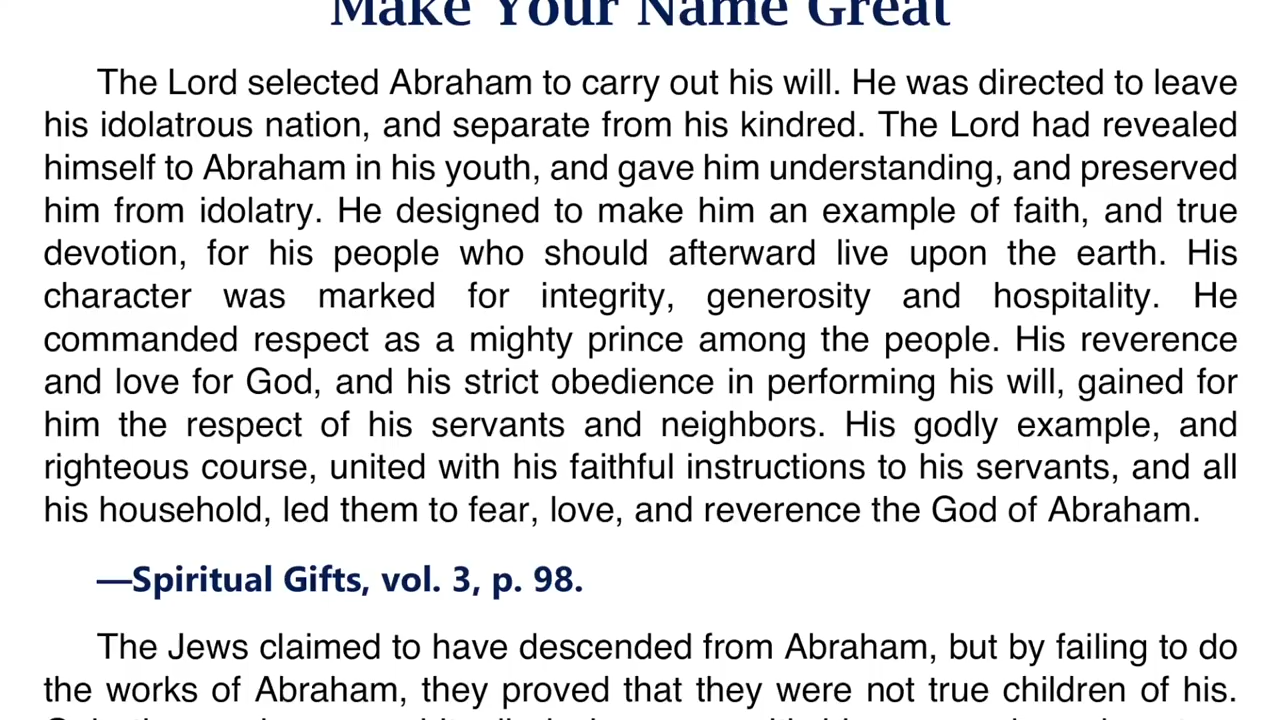 Make Your Name Great
The Lord selected Abraham to carry out his will. He was directed to leave
his idolatrous nation, and separate from his kindred. The Lord had revealed
himself to Abraham in his youth, and gave him understanding, and preserved
him from idolatry. He designed to make him an example of faith, and true
devotion, for his people who should afterward live upon the earth. His
character was marked for integrity, generosity and hospitality. He
commanded respect as a mighty prince among the people. His reverence
and love for God, and his strict obedience in performing his will, gained for
him the respect of his servants and neighbors. His godly example, and
righteous course, united with his faithful instructions to his servants, and all
his household, led them to fear, love, and reverence the God of Abraham.
—Spiritual Gifts, vol. 3, p. 98.
The Jews claimed to have descended from Abraham, but by failing to do
the works of Abraham, they proved that they were not true children of his.